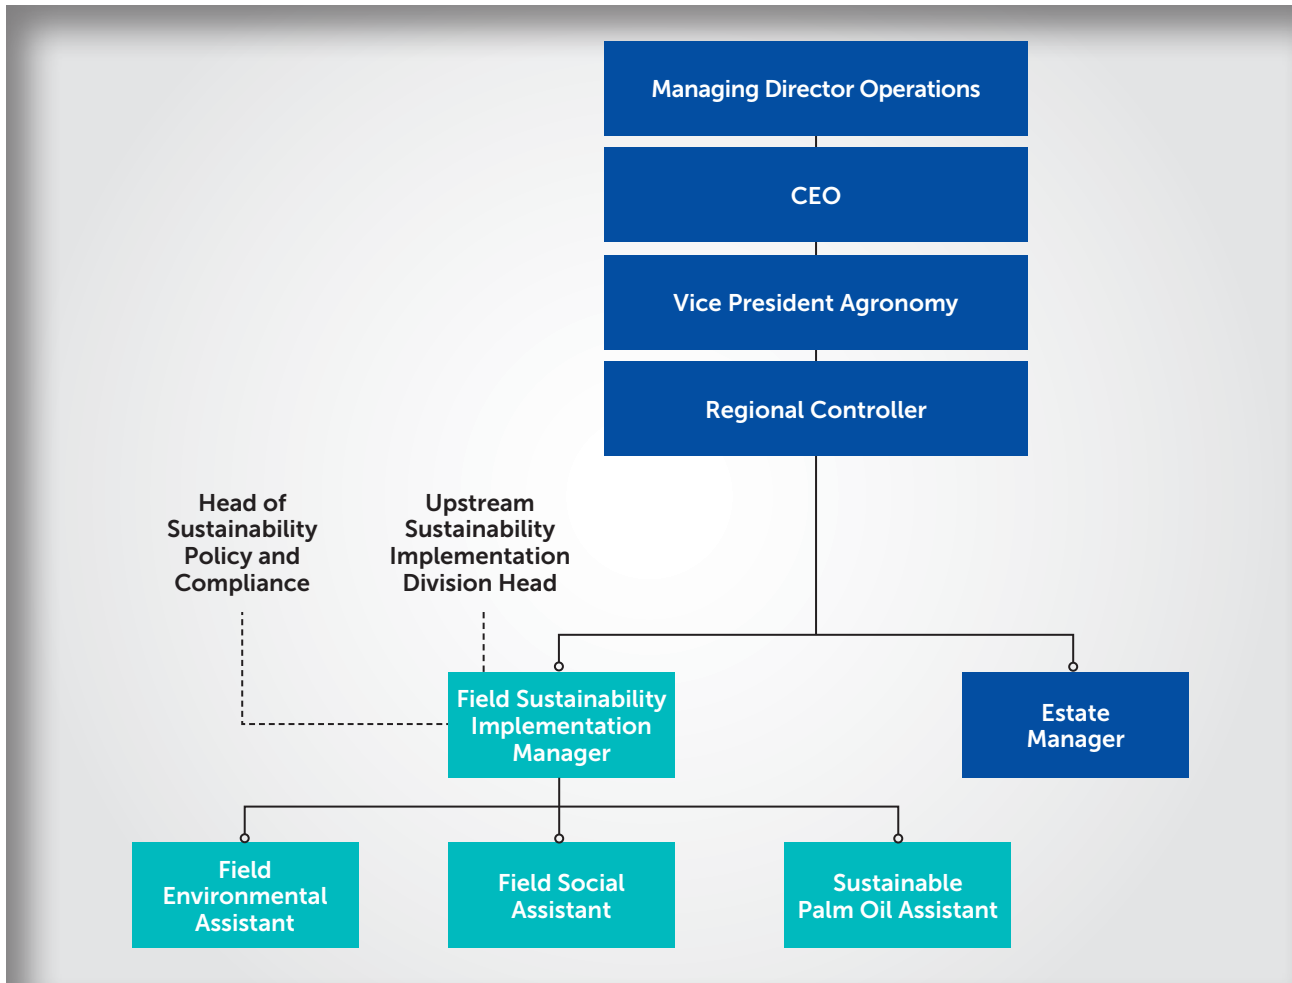 Managing Director Operations
CEO
Vice President Agronomy
Regional Controller
Head of
Sustainability
Policy and
Compliance
Upstream
Sustainability
Implementation
Division Head
Field Sustainability
Implementation
Manager
Estate
Manager
Field
Environmental
Assistant
Field Social
Assistant
Sustainable
Palm Oil Assistant